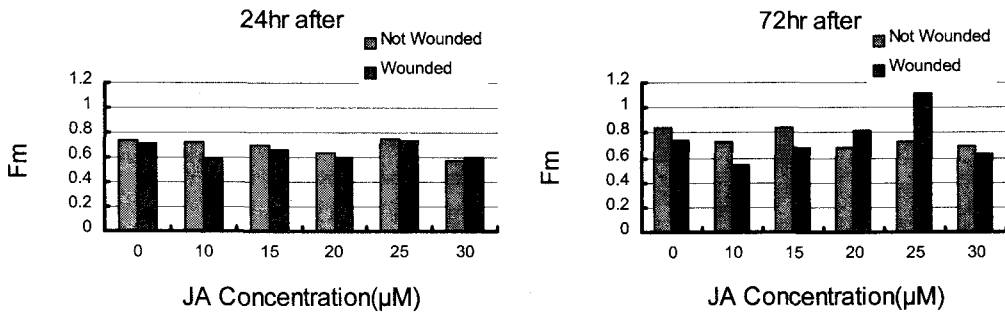 24hr after
Not Wounded
Wounded
1.2
1
0.8
0.6
0.4
0.2
0
Fm
0 10 15 20 25 30
JA Concentration(μM)
72hr after
Not Wounded
Wounded
1.2
1
0.8
0.6
0.4
0.2
0
Fm
0 10 15 20 25 30
JA Concentration(μM)